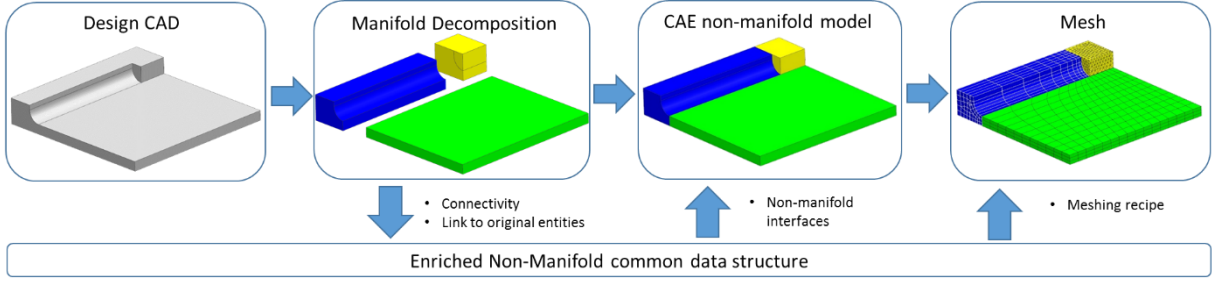 Design CAD
Manifold Decomposition
CAE non-manifold model
Mesh
• Connectivity
• Link to original entities
• Non-manifold
interfaces
• Meshing recipe
Enriched Non-Manifold common data structure